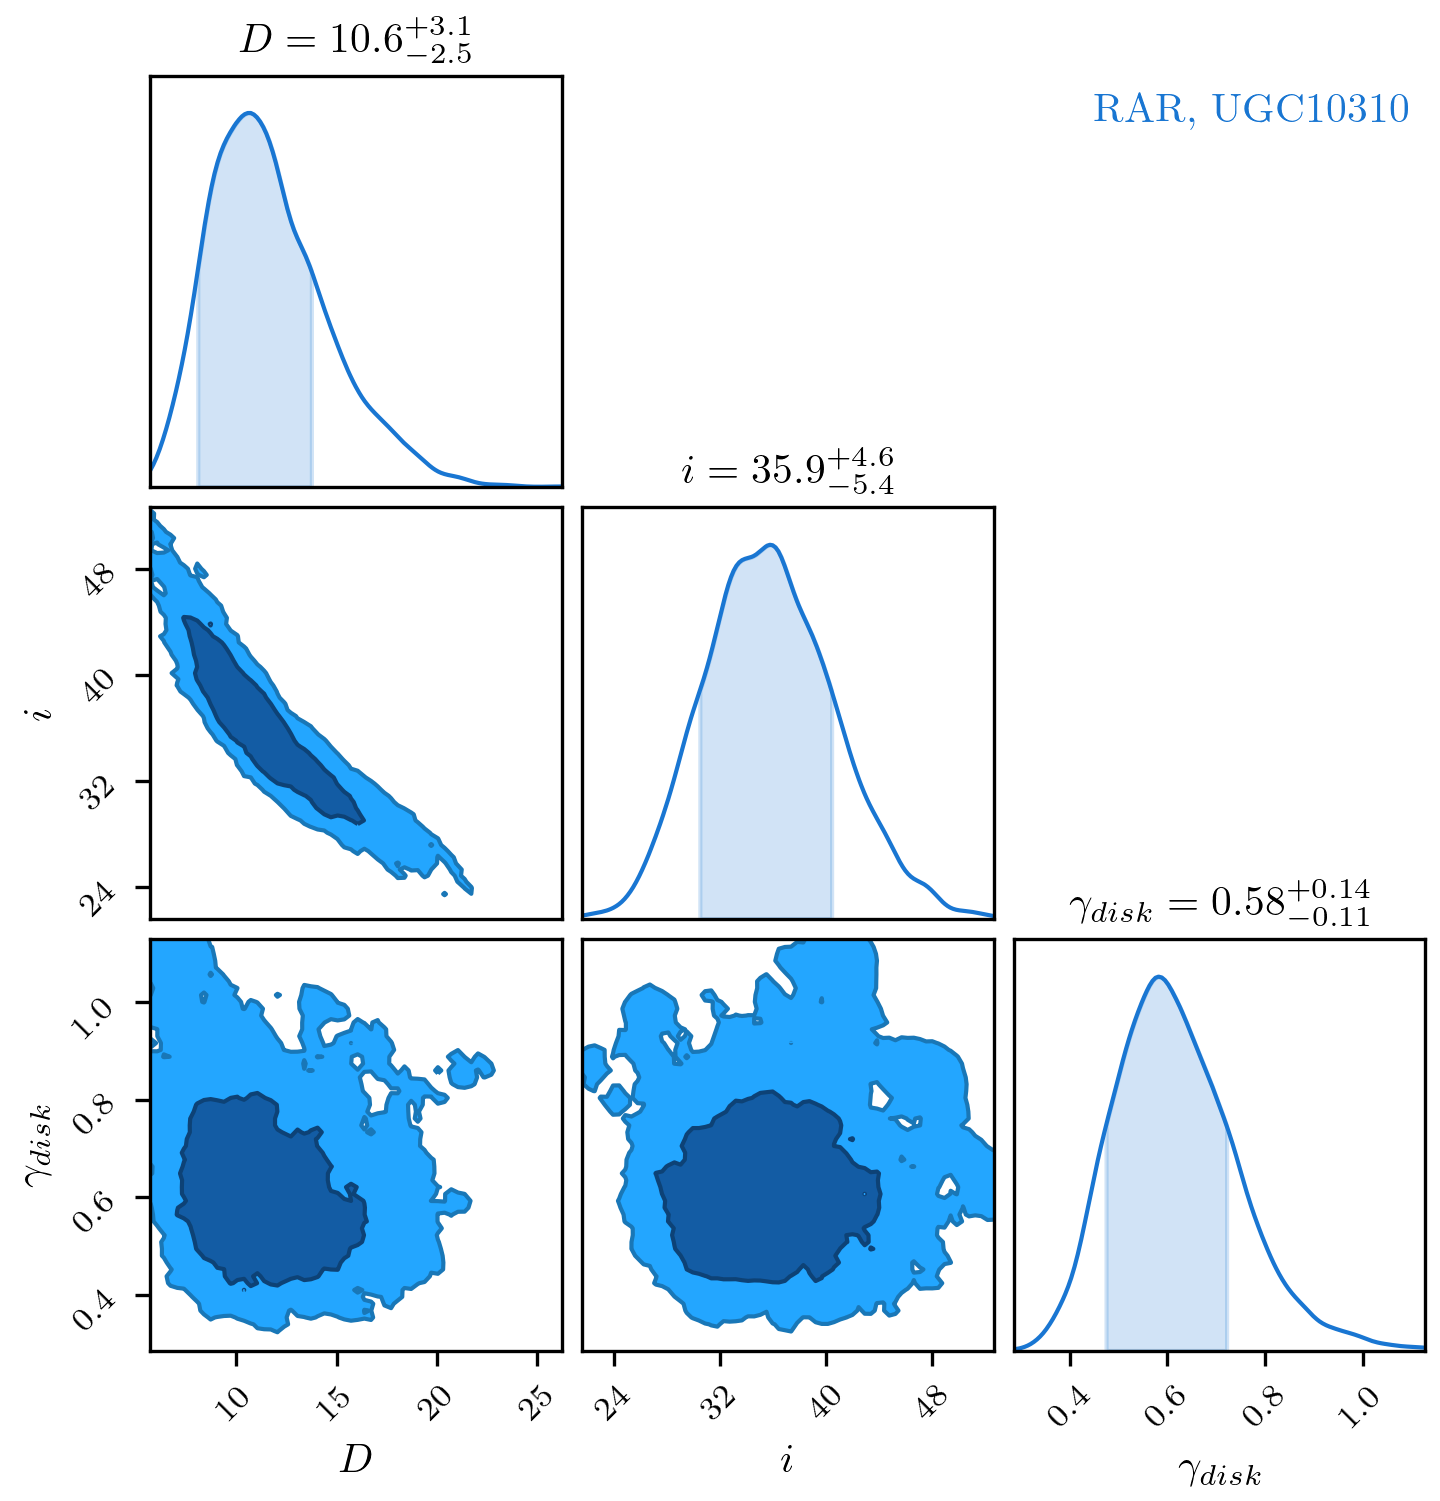 D = 10.6^{+3.1}_{-2.5}
RAR, UGC10310
i = 35.9^{+4.6}_{-5.4}
48
40
32
24
i
γ_{disk} = 0.58^{+0.14}_{-0.11}
1.0
0.8
0.6
0.4
γ_{disk}
10 15 20 25
24 32 40 48
0.4 0.6 0.8 1.0
D
i
γ_{disk}